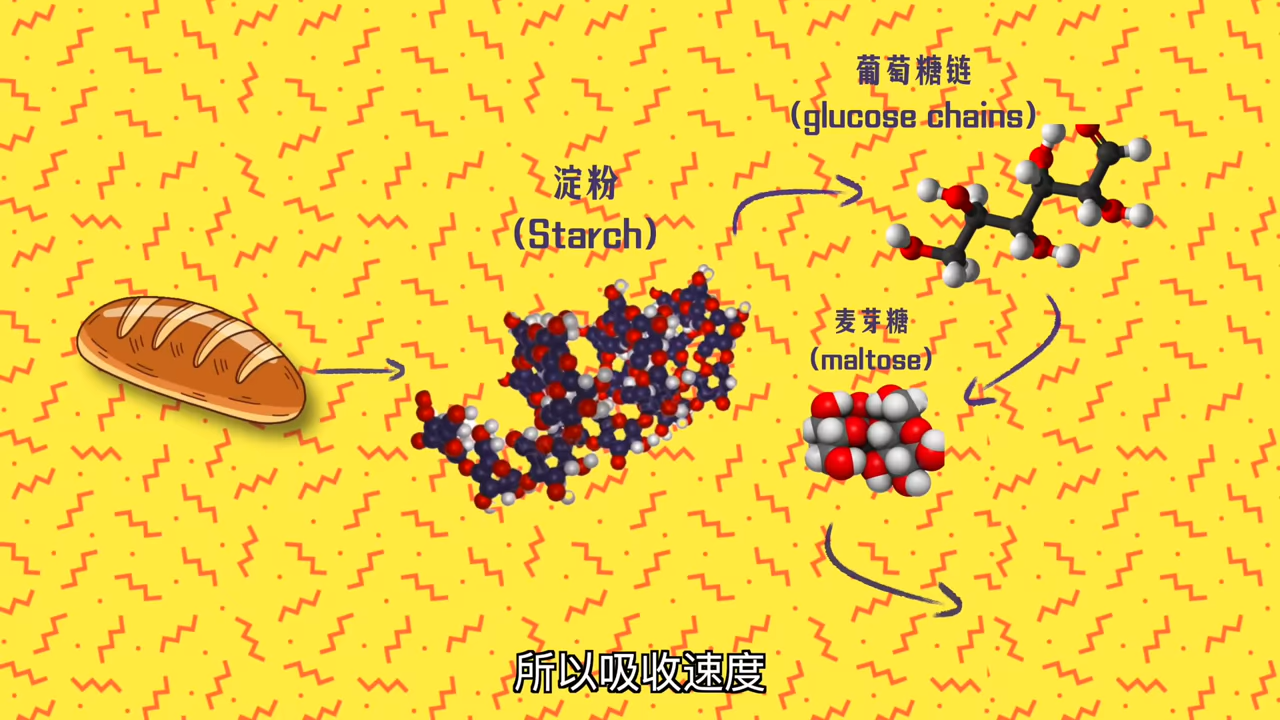 葡萄糖链
(glucose chains)
淀粉
(Starch)
麦芽糖
(maltose)
所以吸收速度